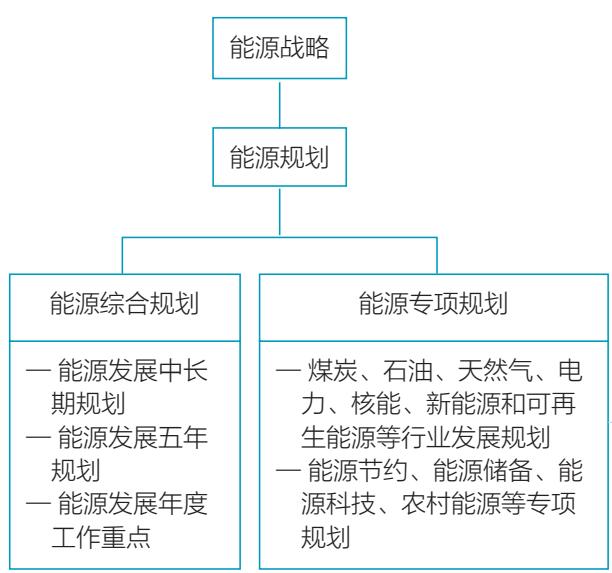 能源战略
能源规划
能源综合规划
— 能源发展中长
期规划
— 能源发展五年
规划
— 能源发展年度
工作重点
能源专项规划
— 煤炭、石油、天然气、电
力、核能、新能源和可再
生能源等行业发展规划
— 能源节约、能源储备、能
源科技、农村能源等专项
规划